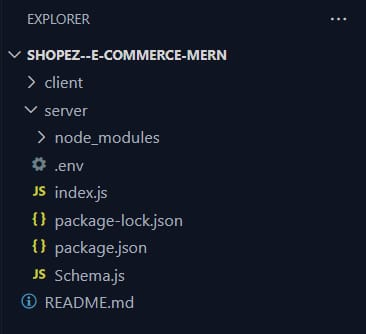 EXPLORER
SHOPEZ--E-COMMERCE-MERN
client
server
node_modules
.env
JS index.js
{} package-lock.json
{} package.json
JS Schema.js
README.md